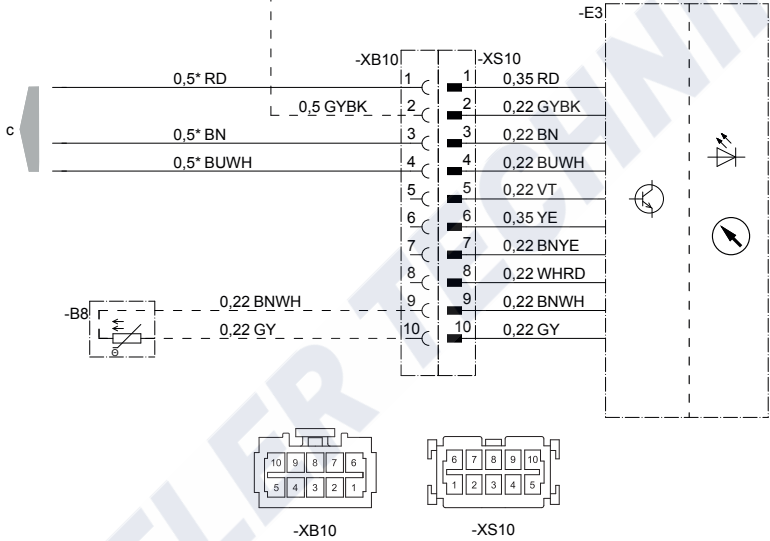 -E3
-XB10 -XS10
0,5* RD 1 1 0,35 RD
0,5 GYBK 2 2 0,22 GYBK
c
0,5* BN 3 3 0,22 BN
0,5* BUWH 4 4 0,22 BUWH
5 5 0,22 VT
6 6 0,35 YE
7 7 0,22 BNYE
8 8 0,22 WHRD
-B8 0,22 BNWH 9 9 0,22 BNWH
0,22 GY 10 10 0,22 GY
10 9 8 7 6
5 4 3 2 1
-XB10
6 7 8 9 10
1 2 3 4 5
-XS10
ELER TECHNI